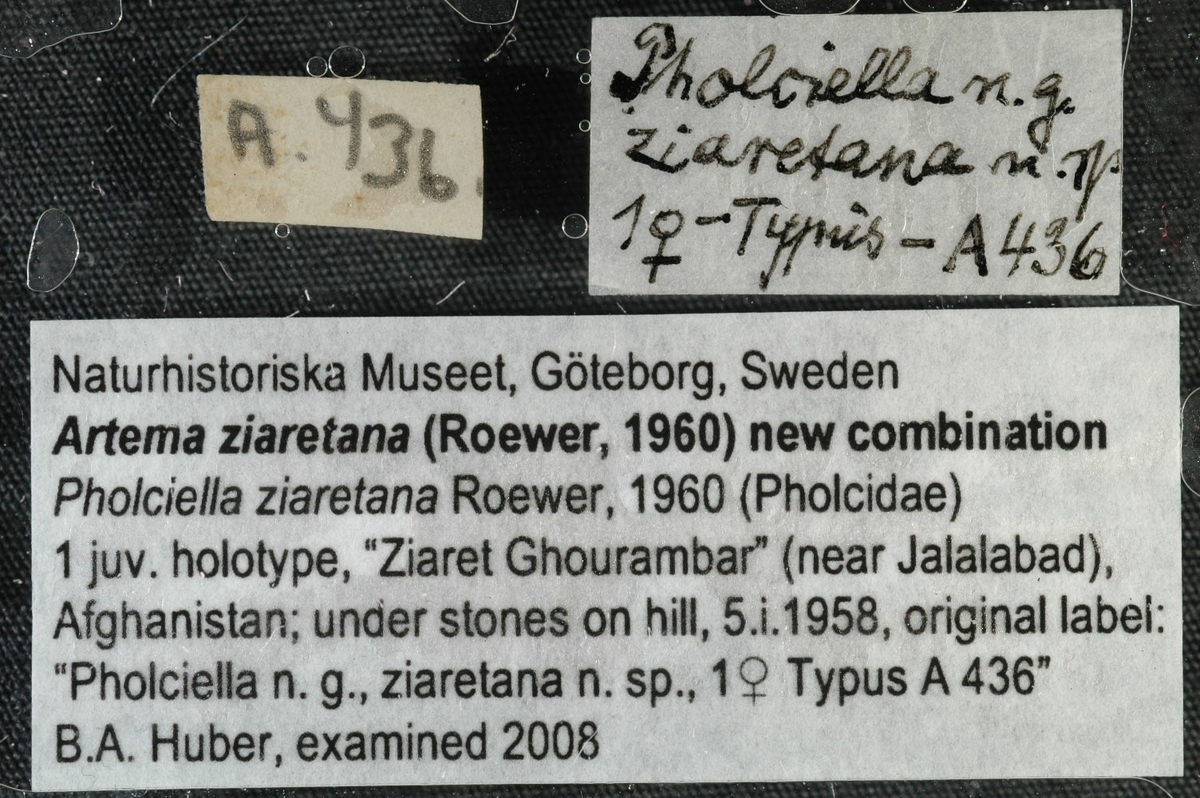 A. 436.
Pholciella n.g.
ziaretana n.sp.
1♀-Typus-A436
Naturhistoriska Museet, Göteborg, Sweden
Artema ziaretana (Roewer, 1960) new combination
Pholciella ziaretana Roewer, 1960 (Pholcidae)
1 juv. holotype, “Ziaret Ghourambar” (near Jalalabad),
Afghanistan; under stones on hill, 5.i.1958, original label:
“Pholciella n. g., ziaretana n. sp., 1♀ Typus A 436”
B.A. Huber, examined 2008